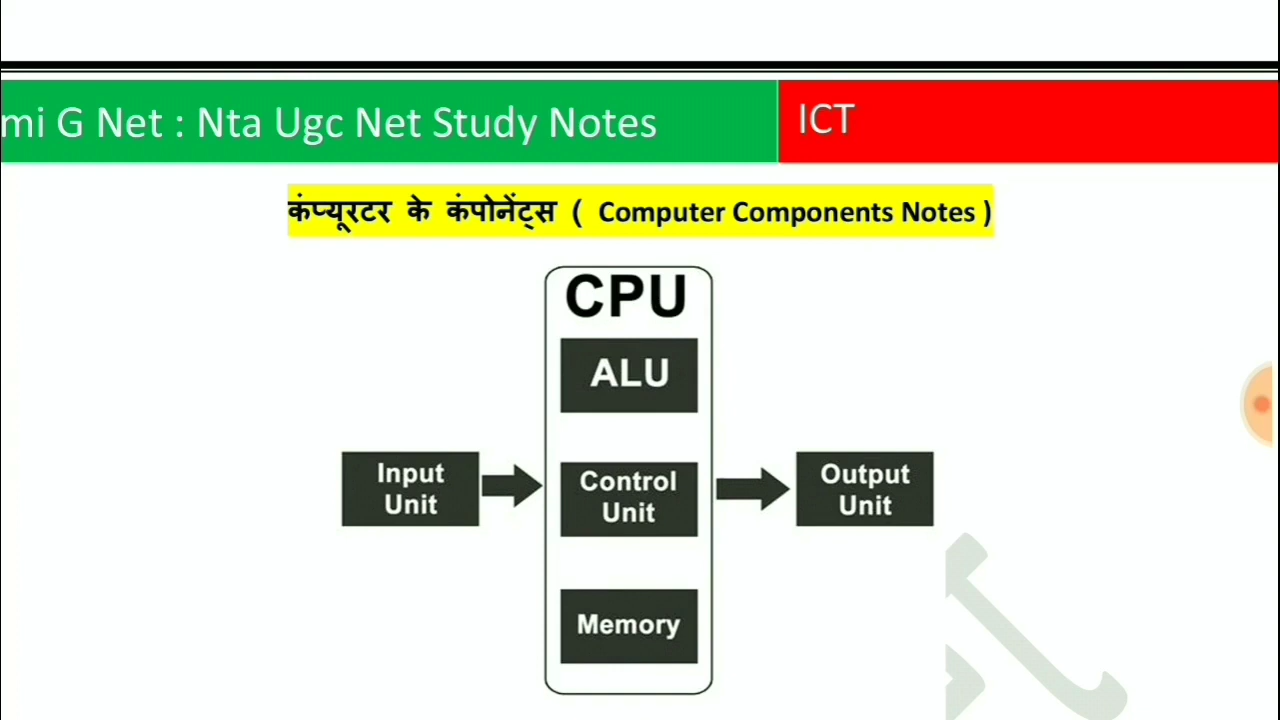 mi G Net : Nta Ugc Net Study Notes
ICT
कंप्यूरटर के कंपोनेंट्स ( Computer Components Notes )
CPU
ALU
Input
Unit
Control
Unit
Output
Unit
Memory